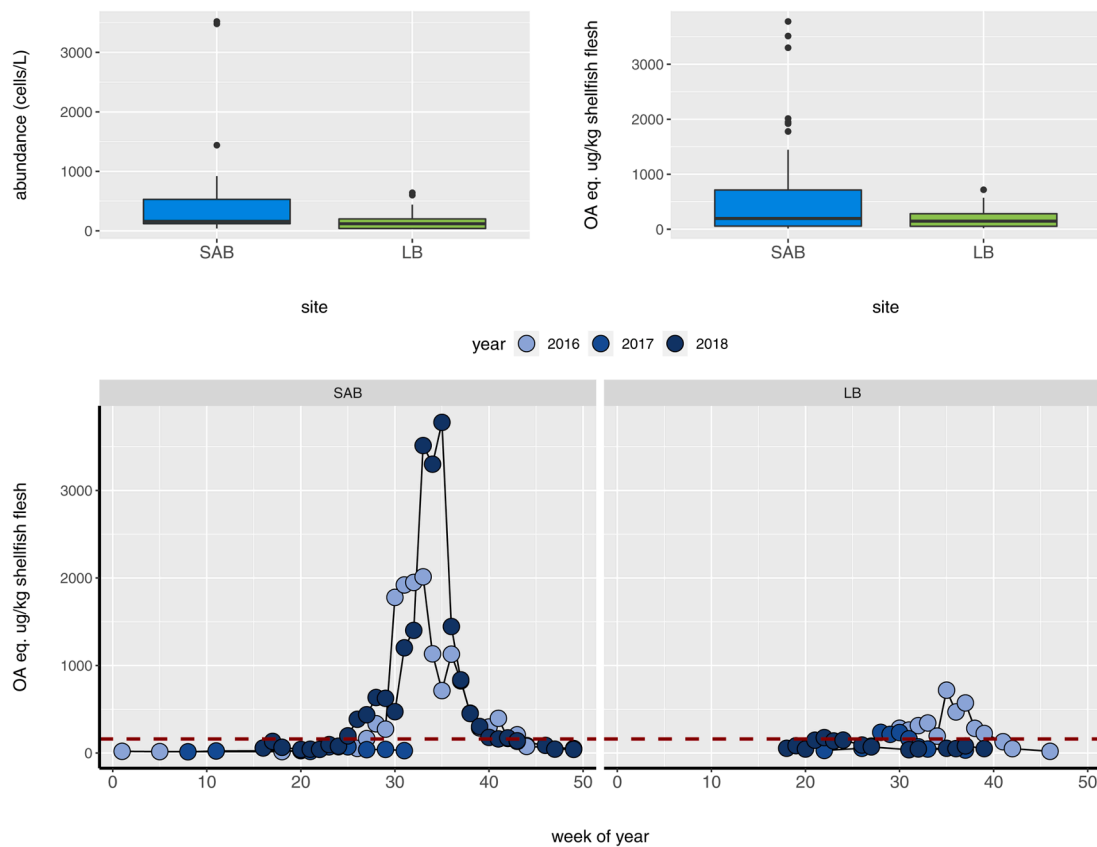 abundance (cells/L)
3000
2000
1000
0
SAB LB
site
OA eq. ug/kg shellfish flesh
3000
2000
1000
0
SAB LB
site
year 2016 2017 2018
SAB LB
OA eq. ug/kg shellfish flesh
3000
2000
1000
0
0 10 20 30 40 50 0 10 20 30 40 50
week of year